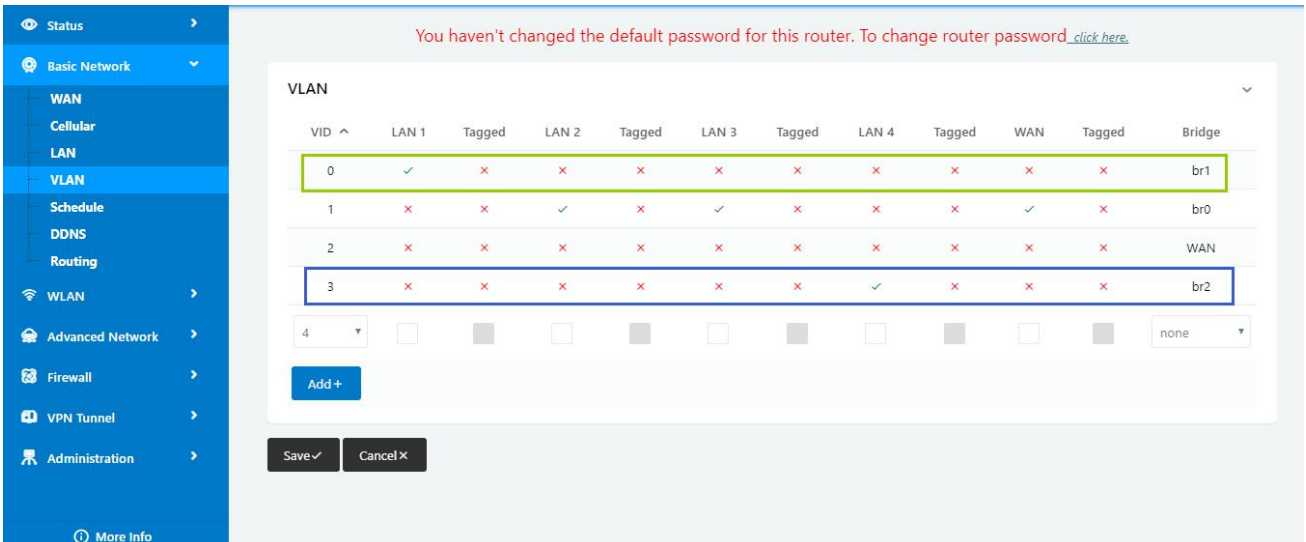 Status
You haven't changed the default password for this router. To change router password click here.
Basic Network
WAN
Cellular
LAN
VLAN
Schedule
DDNS
Routing
WLAN
Advanced Network
Firewall
VPN Tunnel
Administration
More Info
VLAN
VID LAN 1 Tagged LAN 2 Tagged LAN 3 Tagged LAN 4 Tagged WAN Tagged Bridge
0 ✓ × × × × × × × × × br1
1 × × ✓ × ✓ × × × ✓ × br0
2 × × × × × × × × × × WAN
3 × × × × × × ✓ × × × br2
4 none
Add+
Save✓ Cancel×